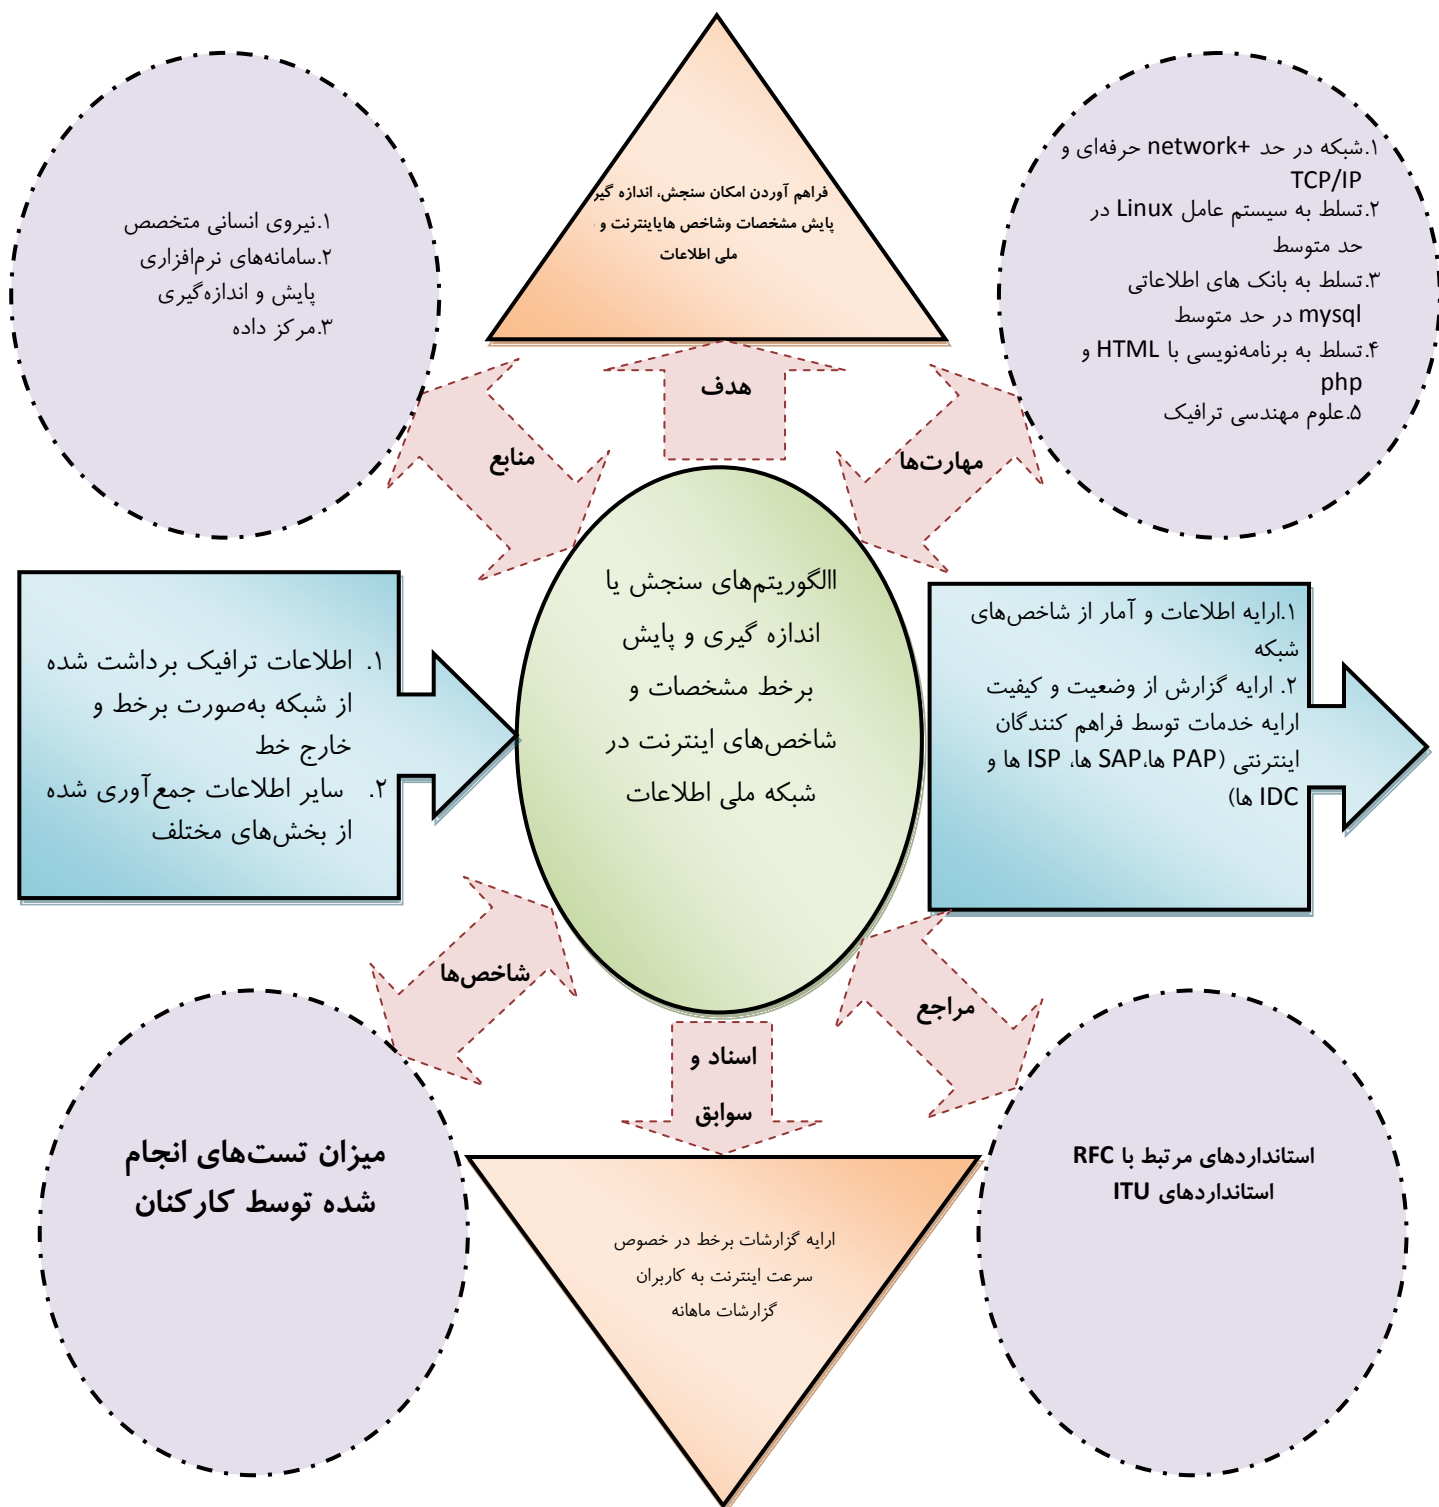 فراهم آوردن امکان سنجش، اندازه گیر
پایش مشخصات وشاخص هایاینترنت و
ملی اطلاعات
۱.شبکه در حد +network حرفه‌ای و
TCP/IP
۲.تسلط به سیستم عامل Linux در
حد متوسط
۳.تسلط به بانک های اطلاعاتی
mysql در حد متوسط
۴.تسلط به برنامه‌نویسی با HTML و
php
۵.علوم مهندسی ترافیک
۱.نیروی انسانی متخصص
۲.سامانه‌های نرم‌افزاری
پایش و اندازه‌گیری
۳.مرکز داده
هدف
مهارت‌ها
منابع
االگوریتم‌های سنجش یا
اندازه گیری و پایش
برخط مشخصات و
شاخص‌های اینترنت در
شبکه ملی اطلاعات
۱.ارایه اطلاعات و آمار از شاخص‌های
شبکه
۲. ارایه گزارش از وضعیت و کیفیت
ارایه خدمات توسط فراهم کنندگان
اینترنتی (PAP ها،SAP ها، ISP ها و
IDC ها)
۱. اطلاعات ترافیک برداشت شده
از شبکه به‌صورت برخط و
خارج خط
۲. سایر اطلاعات جمع‌آوری شده
از بخش‌های مختلف
شاخص‌ها
مراجع
اسناد و
سوابق
میزان تست‌های انجام
شده توسط کارکنان
استانداردهای مرتبط با RFC
استانداردهای ITU
ارایه گزارشات برخط در خصوص
سرعت اینترنت به کاربران
گزارشات ماهانه